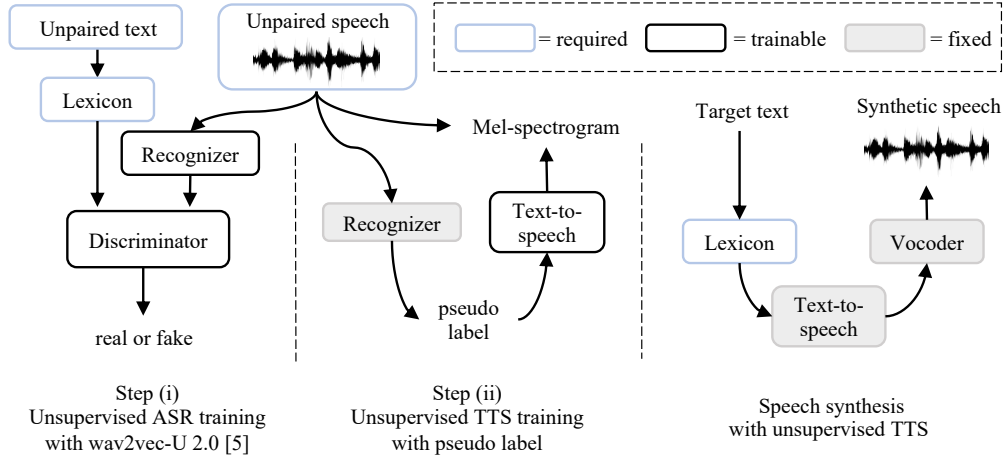 Unpaired text
Unpaired speech
= required
= trainable
= fixed
Lexicon
Recognizer
Discriminator
real or fake
Step (i)
Unsupervised ASR training
with wav2vec-U 2.0 [5]
Mel-spectrogram
Recognizer
Text-to-
speech
pseudo
label
Step (ii)
Unsupervised TTS training
with pseudo label
Target text
Synthetic speech
Lexicon
Vocoder
Text-to-
speech
Speech synthesis
with unsupervised TTS